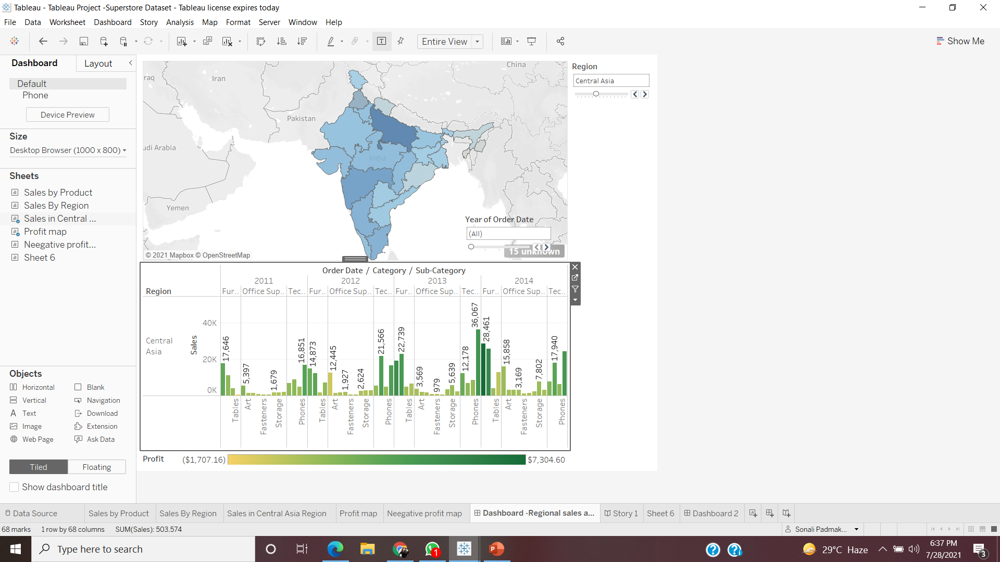 Tableau - Tableau Project -Superstore Dataset - Tableau license expires today
File Data Worksheet Dashboard Story Analysis Map Format Server Window Help
Entire View
Show Me
Dashboard Layout
Default
Phone
Device Preview
Size
Desktop Browser (1000 x 800)
Sheets
Sales by Product
Sales By Region
Sales in Central ...
Profit map
Neegative profit...
Sheet 6
Objects
Horizontal Blank
Vertical Navigation
Text Download
Image Extension
Web Page Ask Data
Tiled Floating
Show dashboard title
China
raq Iran
Pakistan
udi Arabia
India
Yemen
© 2021 Mapbox © OpenStreetMap
Year of Order Date
(All)
15 unknown
Region
Central Asia
Order Date / Category / Sub-Category
2011 2012 2013 2014
Region Fur.. Office Sup.. Tec.. Fur.. Office Sup.. Tec.. Fur.. Office Sup.. Tec.. Fur.. Office Sup.. Tec..
Central
Asia
Sales
40K
20K
0K
17,646 5,397 1,679 16,851 14,873 12,445 1,927 2,624 21,566 22,739 3,569 979 5,639 12,178 36,067 28,461 15,858 3,169 7,802 17,940
Tables Art Fasteners Storage Phones Tables Art Fasteners Storage Phones Tables Art Fasteners Storage Phones Tables Art Fasteners Storage Phones
Profit ($1,707.16) $7,304.60
Data Source Sales by Product Sales By Region Sales in Central Asia Region Profit map Neegative profit map Dashboard -Regional sales a... Story 1 Sheet 6 Dashboard 2
68 marks 1 row by 68 columns SUM(Sales): 503,574
Sonali Padmak...
Type here to search
1
29°C Haze
6:37 PM
7/28/2021
3